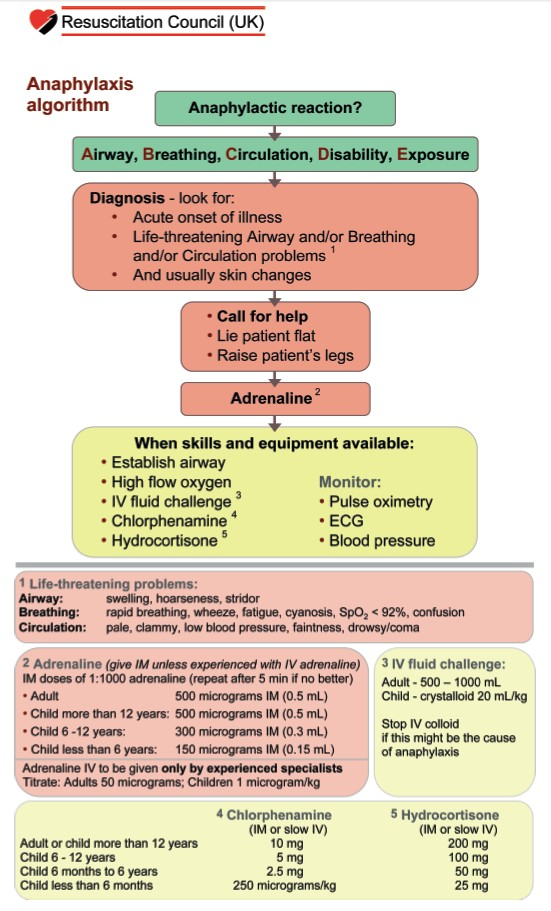 Resuscitation Council (UK)
Anaphylaxis
algorithm
Anaphylactic reaction?
Airway, Breathing, Circulation, Disability, Exposure
Diagnosis - look for:
• Acute onset of illness
• Life-threatening Airway and/or Breathing
and/or Circulation problems 1
• And usually skin changes
• Call for help
• Lie patient flat
• Raise patient's legs
Adrenaline 2
When skills and equipment available:
• Establish airway
• High flow oxygen
• IV fluid challenge 3
• Chlorphenamine 4
• Hydrocortisone 5
Monitor:
• Pulse oximetry
• ECG
• Blood pressure
1 Life-threatening problems:
Airway: swelling, hoarseness, stridor
Breathing: rapid breathing, wheeze, fatigue, cyanosis, SpO2 < 92%, confusion
Circulation: pale, clammy, low blood pressure, faintness, drowsy/coma
2 Adrenaline (give IM unless experienced with IV adrenaline)
IM doses of 1:1000 adrenaline (repeat after 5 min if no better)
• Adult 500 micrograms IM (0.5 mL)
• Child more than 12 years: 500 micrograms IM (0.5 mL)
• Child 6 -12 years: 300 micrograms IM (0.3 mL)
• Child less than 6 years: 150 micrograms IM (0.15 mL)
Adrenaline IV to be given only by experienced specialists
Titrate: Adults 50 micrograms; Children 1 microgram/kg
3 IV fluid challenge:
Adult - 500 – 1000 mL
Child - crystalloid 20 mL/kg
Stop IV colloid
if this might be the cause
of anaphylaxis
4 Chlorphenamine 5 Hydrocortisone
(IM or slow IV) (IM or slow IV)
Adult or child more than 12 years 10 mg 200 mg
Child 6 - 12 years 5 mg 100 mg
Child 6 months to 6 years 2.5 mg 50 mg
Child less than 6 months 250 micrograms/kg 25 mg